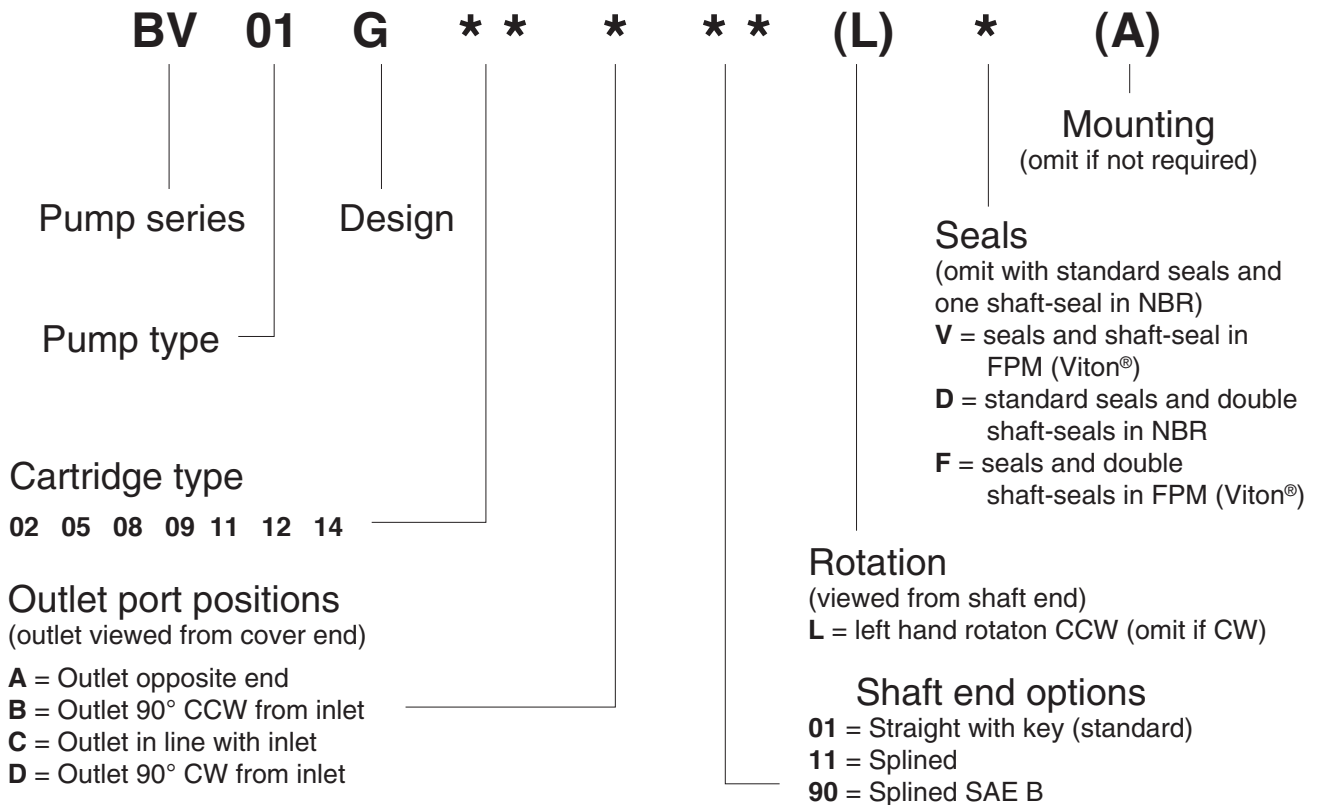 BV 01 G * * * * * (L) * (A)
Mounting
(omit if not required)
Pump series
Design
Seals
(omit with standard seals and
one shaft-seal in NBR)
V = seals and shaft-seal in
FPM (Viton®)
D = standard seals and double
shaft-seals in NBR
F = seals and double
shaft-seals in FPM (Viton®)
Pump type
Cartridge type
02 05 08 09 11 12 14
Outlet port positions
(outlet viewed from cover end)
A = Outlet opposite end
B = Outlet 90° CCW from inlet
C = Outlet in line with inlet
D = Outlet 90° CW from inlet
Rotation
(viewed from shaft end)
L = left hand rotaton CCW (omit if CW)
Shaft end options
01 = Straight with key (standard)
11 = Splined
90 = Splined SAE B